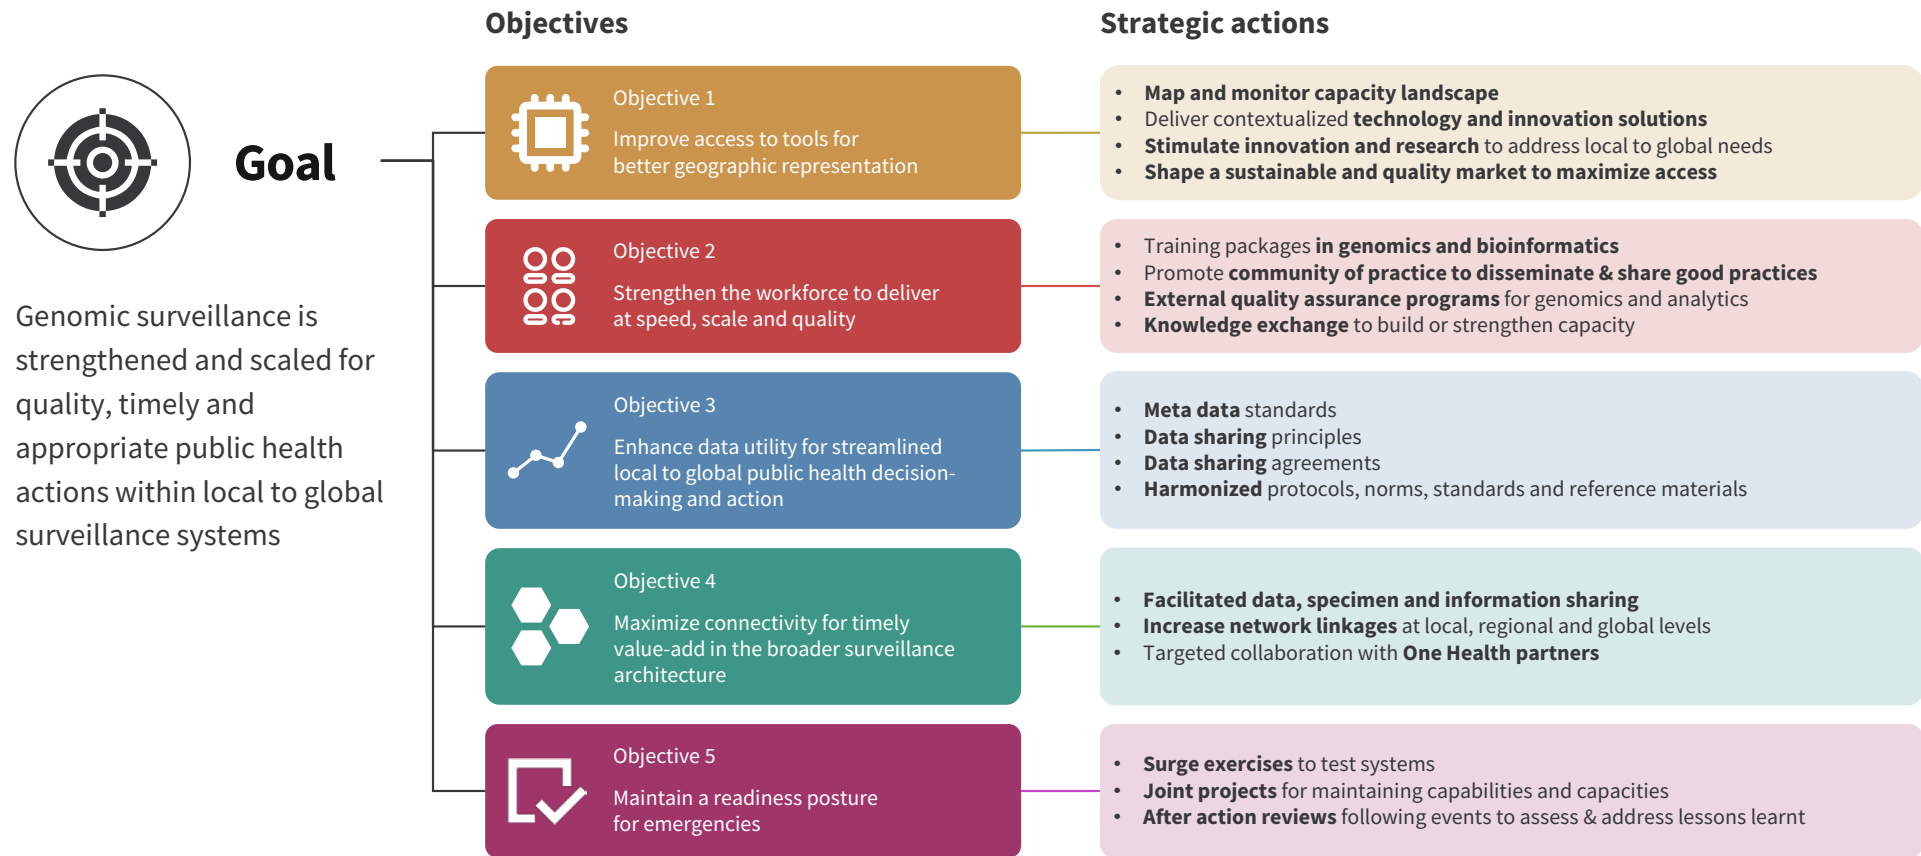 Objectives
Strategic actions
Goal
Genomic surveillance is
strengthened and scaled for
quality, timely and
appropriate public health
actions within local to global
surveillance systems
Objective 1
Improve access to tools for
better geographic representation
• Map and monitor capacity landscape
• Deliver contextualized technology and innovation solutions
• Stimulate innovation and research to address local to global needs
• Shape a sustainable and quality market to maximize access
Objective 2
Strengthen the workforce to deliver
at speed, scale and quality
• Training packages in genomics and bioinformatics
• Promote community of practice to disseminate & share good practices
• External quality assurance programs for genomics and analytics
• Knowledge exchange to build or strengthen capacity
Objective 3
Enhance data utility for streamlined
local to global public health decision-
making and action
• Meta data standards
• Data sharing principles
• Data sharing agreements
• Harmonized protocols, norms, standards and reference materials
Objective 4
Maximize connectivity for timely
value-add in the broader surveillance
architecture
• Facilitated data, specimen and information sharing
• Increase network linkages at local, regional and global levels
• Targeted collaboration with One Health partners
Objective 5
Maintain a readiness posture
for emergencies
• Surge exercises to test systems
• Joint projects for maintaining capabilities and capacities
• After action reviews following events to assess & address lessons learnt